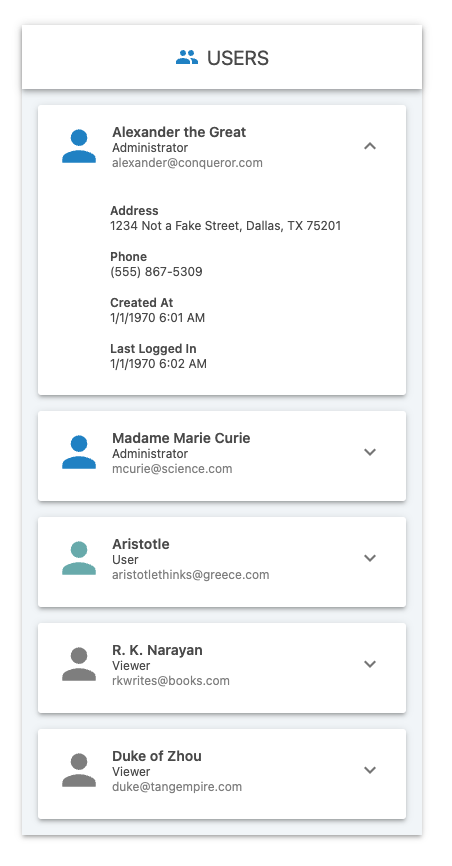 USERS
Alexander the Great
Administrator
alexander@conqueror.com
Address
1234 Not a Fake Street, Dallas, TX 75201
Phone
(555) 867-5309
Created At
1/1/1970 6:01 AM
Last Logged In
1/1/1970 6:02 AM
Madame Marie Curie
Administrator
mcurie@science.com
Aristotle
User
aristotlethinks@greece.com
R. K. Narayan
Viewer
rkwrites@books.com
Duke of Zhou
Viewer
duke@tangempire.com